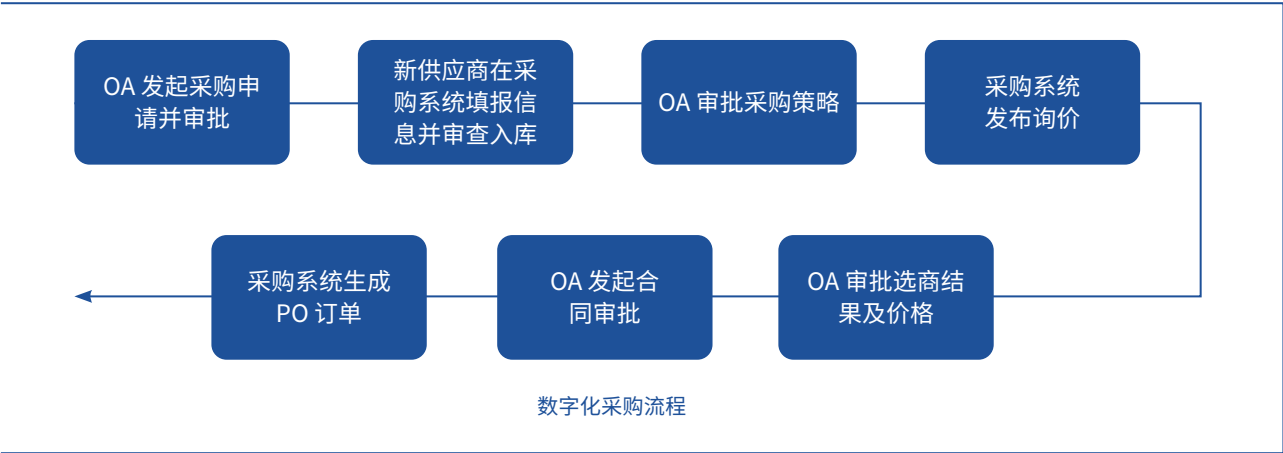 OA 发起采购申
请并审批
新供应商在采
购系统填报信
息并审查入库
OA 审批采购策略
采购系统
发布询价
采购系统生成
PO 订单
OA 发起合
同审批
OA 审批选商结
果及价格
数字化采购流程